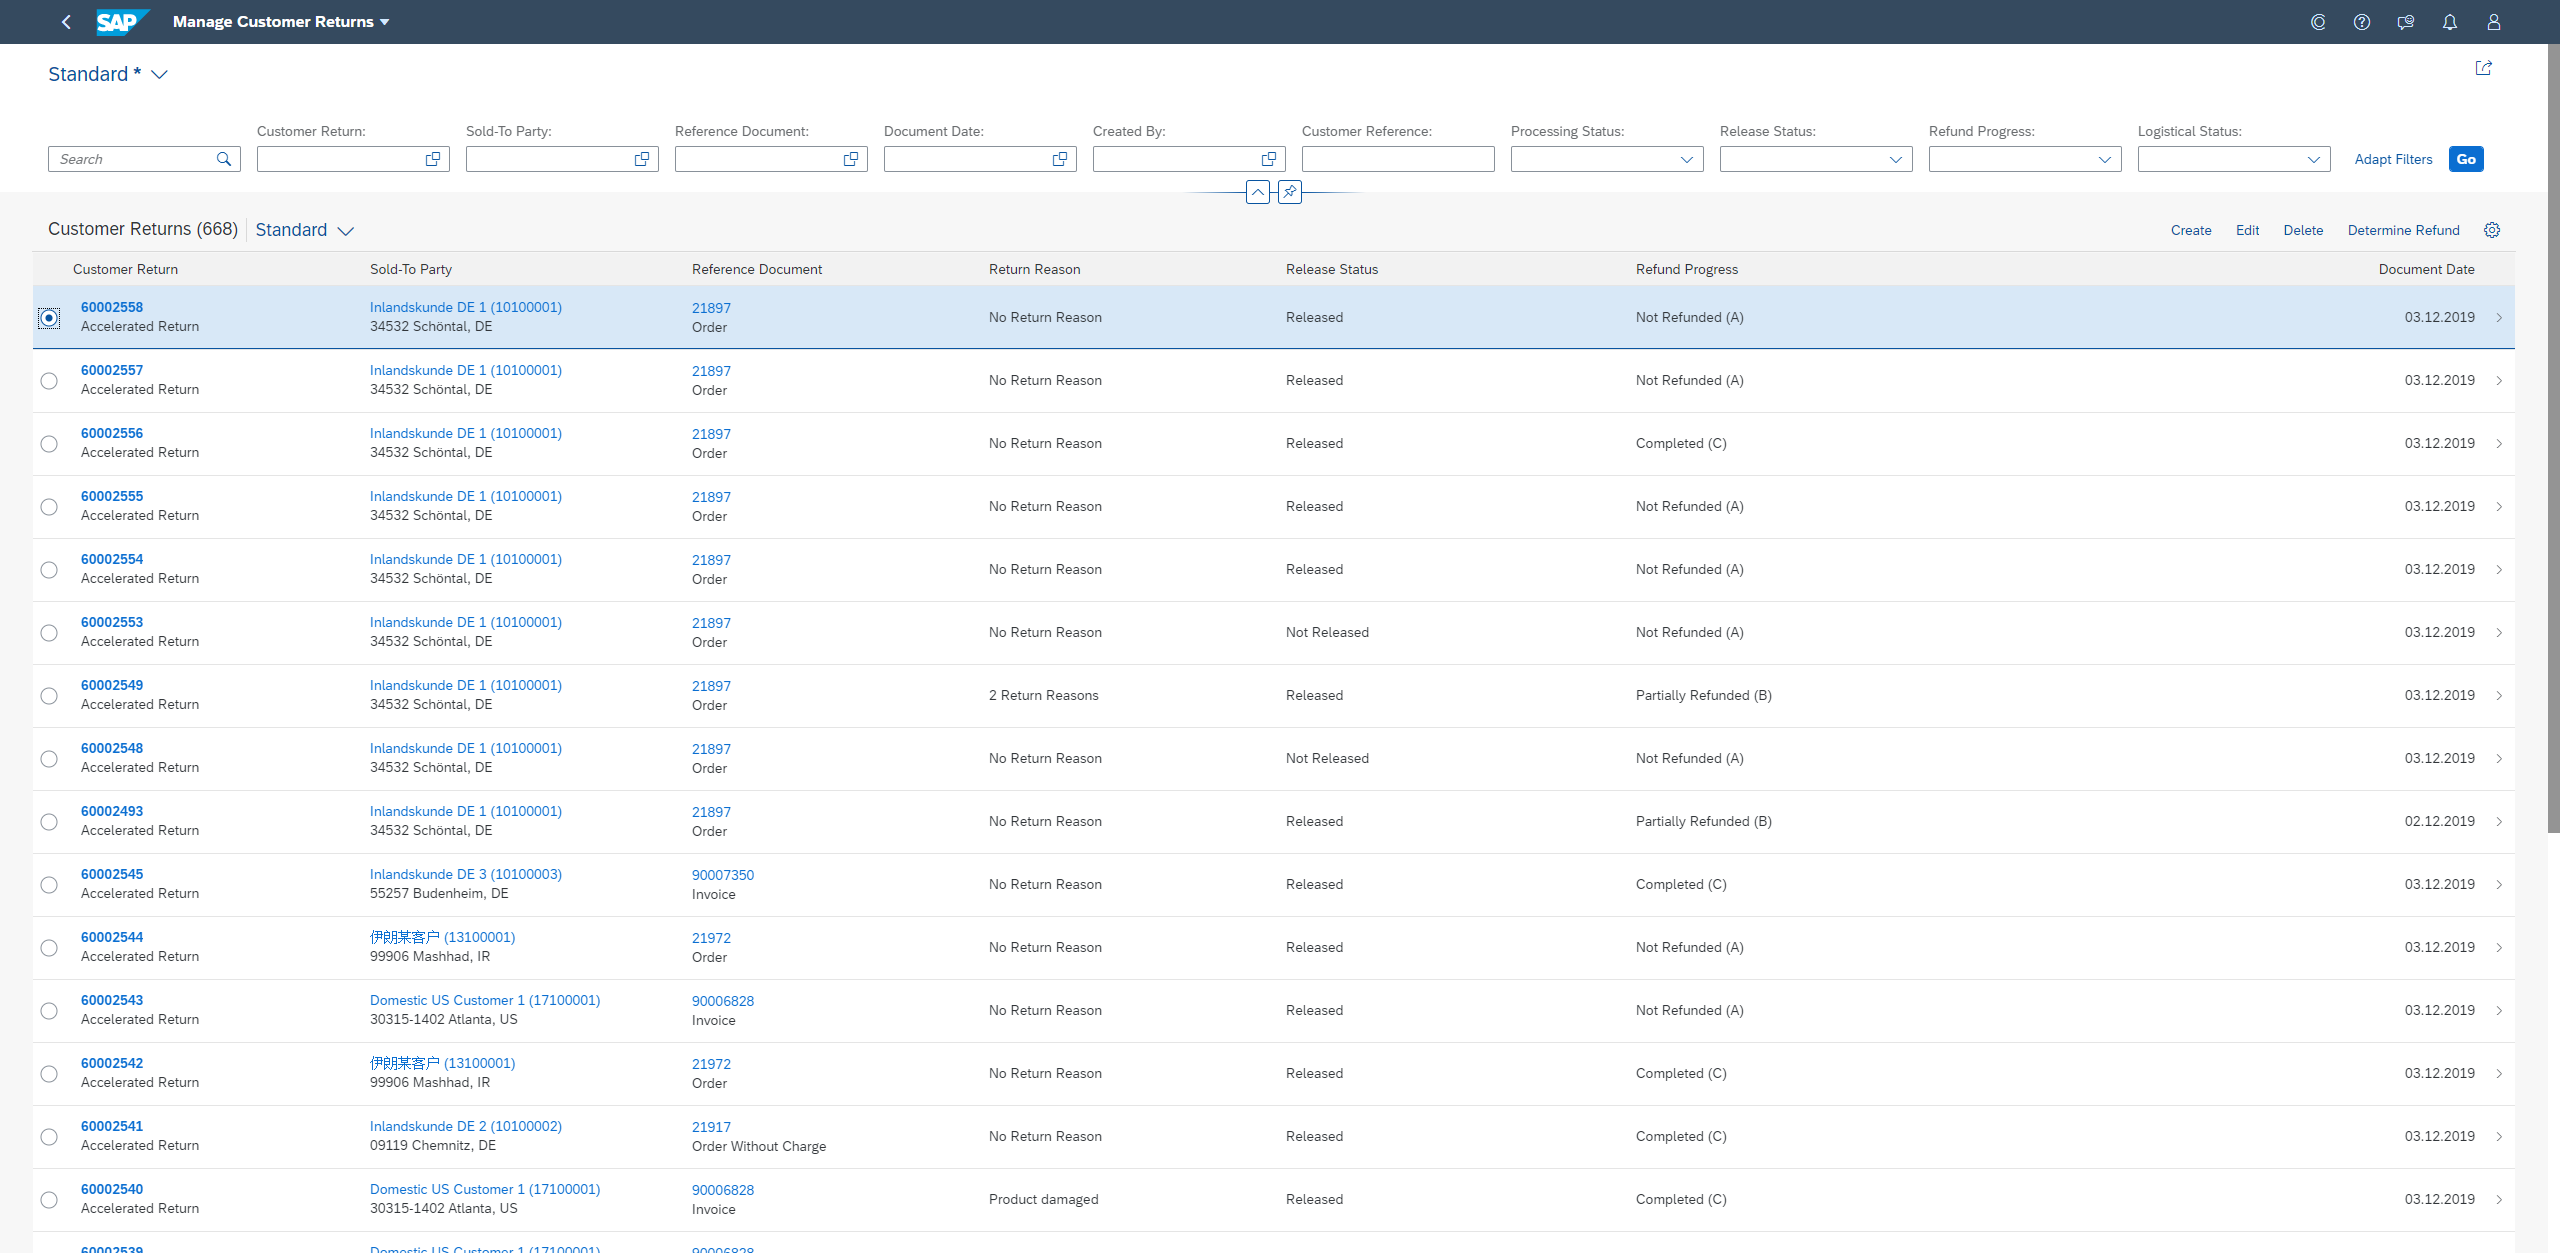 SAP Manage Customer Returns
Standard *
Search
Customer Return:
Sold-To Party:
Reference Document:
Document Date:
Created By:
Customer Reference:
Processing Status:
Release Status:
Refund Progress:
Logistical Status:
Adapt Filters Go
Customer Returns (668) Standard Create Edit Delete Determine Refund
Customer Return Sold-To Party Reference Document Return Reason Release Status Refund Progress Document Date
60002558 Inlandskunde DE 1 (10100001) 21897 No Return Reason Released Not Refunded (A) 03.12.2019
Accelerated Return 34532 Schöntal, DE Order
60002557 Inlandskunde DE 1 (10100001) 21897 No Return Reason Released Not Refunded (A) 03.12.2019
Accelerated Return 34532 Schöntal, DE Order
60002556 Inlandskunde DE 1 (10100001) 21897 No Return Reason Released Completed (C) 03.12.2019
Accelerated Return 34532 Schöntal, DE Order
60002555 Inlandskunde DE 1 (10100001) 21897 No Return Reason Released Not Refunded (A) 03.12.2019
Accelerated Return 34532 Schöntal, DE Order
60002554 Inlandskunde DE 1 (10100001) 21897 No Return Reason Released Not Refunded (A) 03.12.2019
Accelerated Return 34532 Schöntal, DE Order
60002553 Inlandskunde DE 1 (10100001) 21897 No Return Reason Not Released Not Refunded (A) 03.12.2019
Accelerated Return 34532 Schöntal, DE Order
60002549 Inlandskunde DE 1 (10100001) 21897 2 Return Reasons Released Partially Refunded (B) 03.12.2019
Accelerated Return 34532 Schöntal, DE Order
60002548 Inlandskunde DE 1 (10100001) 21897 No Return Reason Not Released Not Refunded (A) 03.12.2019
Accelerated Return 34532 Schöntal, DE Order
60002493 Inlandskunde DE 1 (10100001) 21897 No Return Reason Released Partially Refunded (B) 02.12.2019
Accelerated Return 34532 Schöntal, DE Order
60002545 Inlandskunde DE 3 (10100003) 90007350 No Return Reason Released Completed (C) 03.12.2019
Accelerated Return 55257 Budenheim, DE Invoice
60002544 伊朗某客户 (13100001) 21972 No Return Reason Released Not Refunded (A) 03.12.2019
Accelerated Return 99906 Mashhad, IR Order
60002543 Domestic US Customer 1 (17100001) 90006828 No Return Reason Released Not Refunded (A) 03.12.2019
Accelerated Return 30315-1402 Atlanta, US Invoice
60002542 伊朗某客户 (13100001) 21972 No Return Reason Released Completed (C) 03.12.2019
Accelerated Return 99906 Mashhad, IR Order
60002541 Inlandskunde DE 2 (10100002) 21917 No Return Reason Released Completed (C) 03.12.2019
Accelerated Return 09119 Chemnitz, DE Order Without Charge
60002540 Domestic US Customer 1 (17100001) 90006828 Product damaged Released Completed (C) 03.12.2019
Accelerated Return 30315-1402 Atlanta, US Invoice
60002539 Domestic US Customer 1 (17100001) 90006828